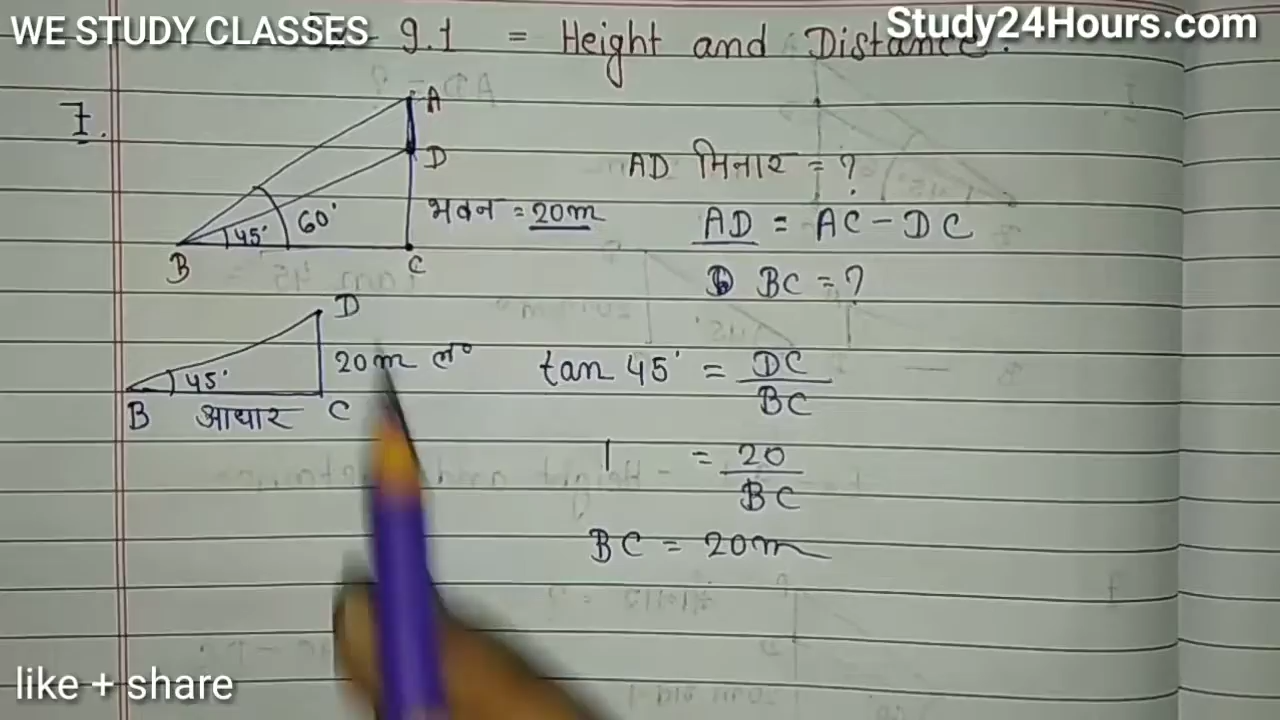 WE STUDY CLASSES
Study24Hours.com
9.1 = Height and Distance.
7.
A
D
AD मिनार = ?
60°
45°
भवन = 20m
AD = AC - DC
B
C
BC = ?
D
20m ल०
45°
tan 45° = DC
BC
B आधार C
1 = 20
BC
BC = 20m
like + share